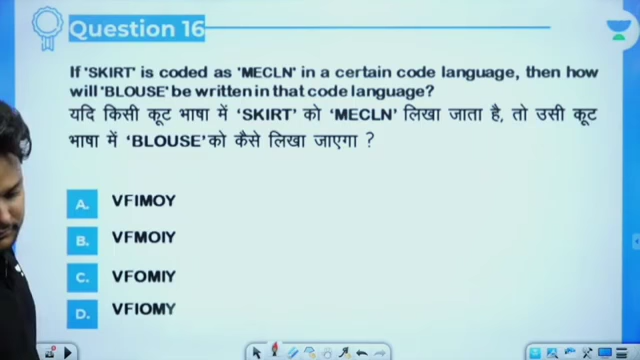 Question 16
If 'SKIRT' is coded as 'MECLN' in a certain code language, then how
will 'BLOUSE' be written in that code language?
यदि किसी कूट भाषा में 'SKIRT' को 'MECLN' लिखा जाता है, तो उसी कूट
भाषा में 'BLOUSE' को कैसे लिखा जाएगा ?
A. VFIMOY
B. VFMOIY
C. VFOMIY
D. VFIOMY